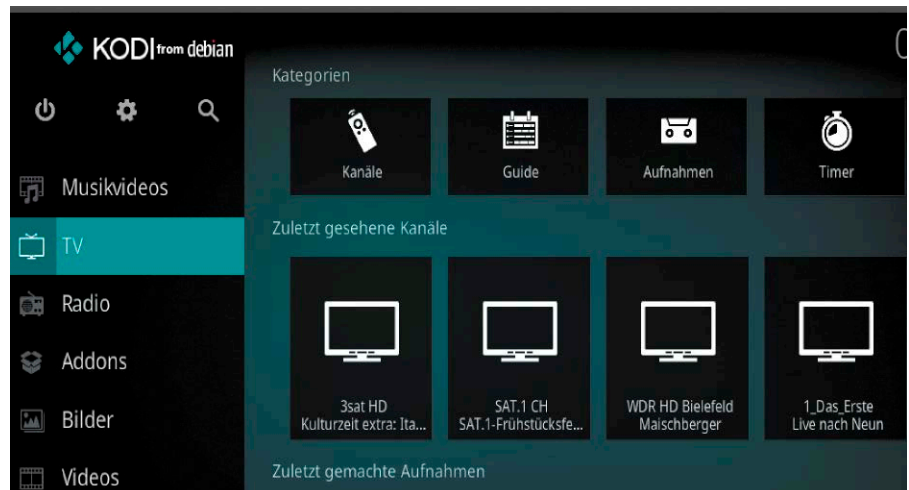 KODI from debian
Kategorien
Kanäle
Guide
Aufnahmen
Timer
Musikvideos
TV
Radio
Addons
Bilder
Videos
Zuletzt gesehene Kanäle
3sat HD
Kulturzeit extra: Ita...
SAT.1 CH
SAT.1-Frühstücksfe...
WDR HD Bielefeld
Maischberger
1_Das_Erste
Live nach Neun
Zuletzt gemachte Aufnahmen